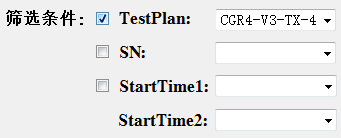 筛选条件: TestPlan: CGR4-V3-TX-4
SN:
StartTime1:
StartTime2: